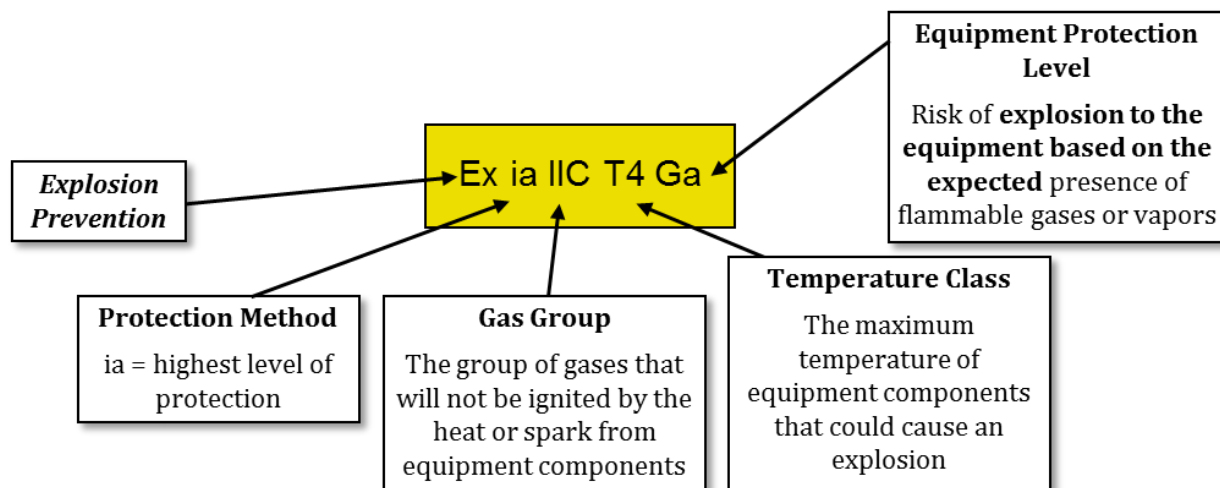 Equipment Protection
Level
Risk of explosion to the
equipment based on the
expected presence of
flammable gases or vapors
Ex ia IIC T4 Ga
Explosion
Prevention
Protection Method
ia = highest level of
protection
Gas Group
The group of gases that
will not be ignited by the
heat or spark from
equipment components
Temperature Class
The maximum
temperature of
equipment components
that could cause an
explosion